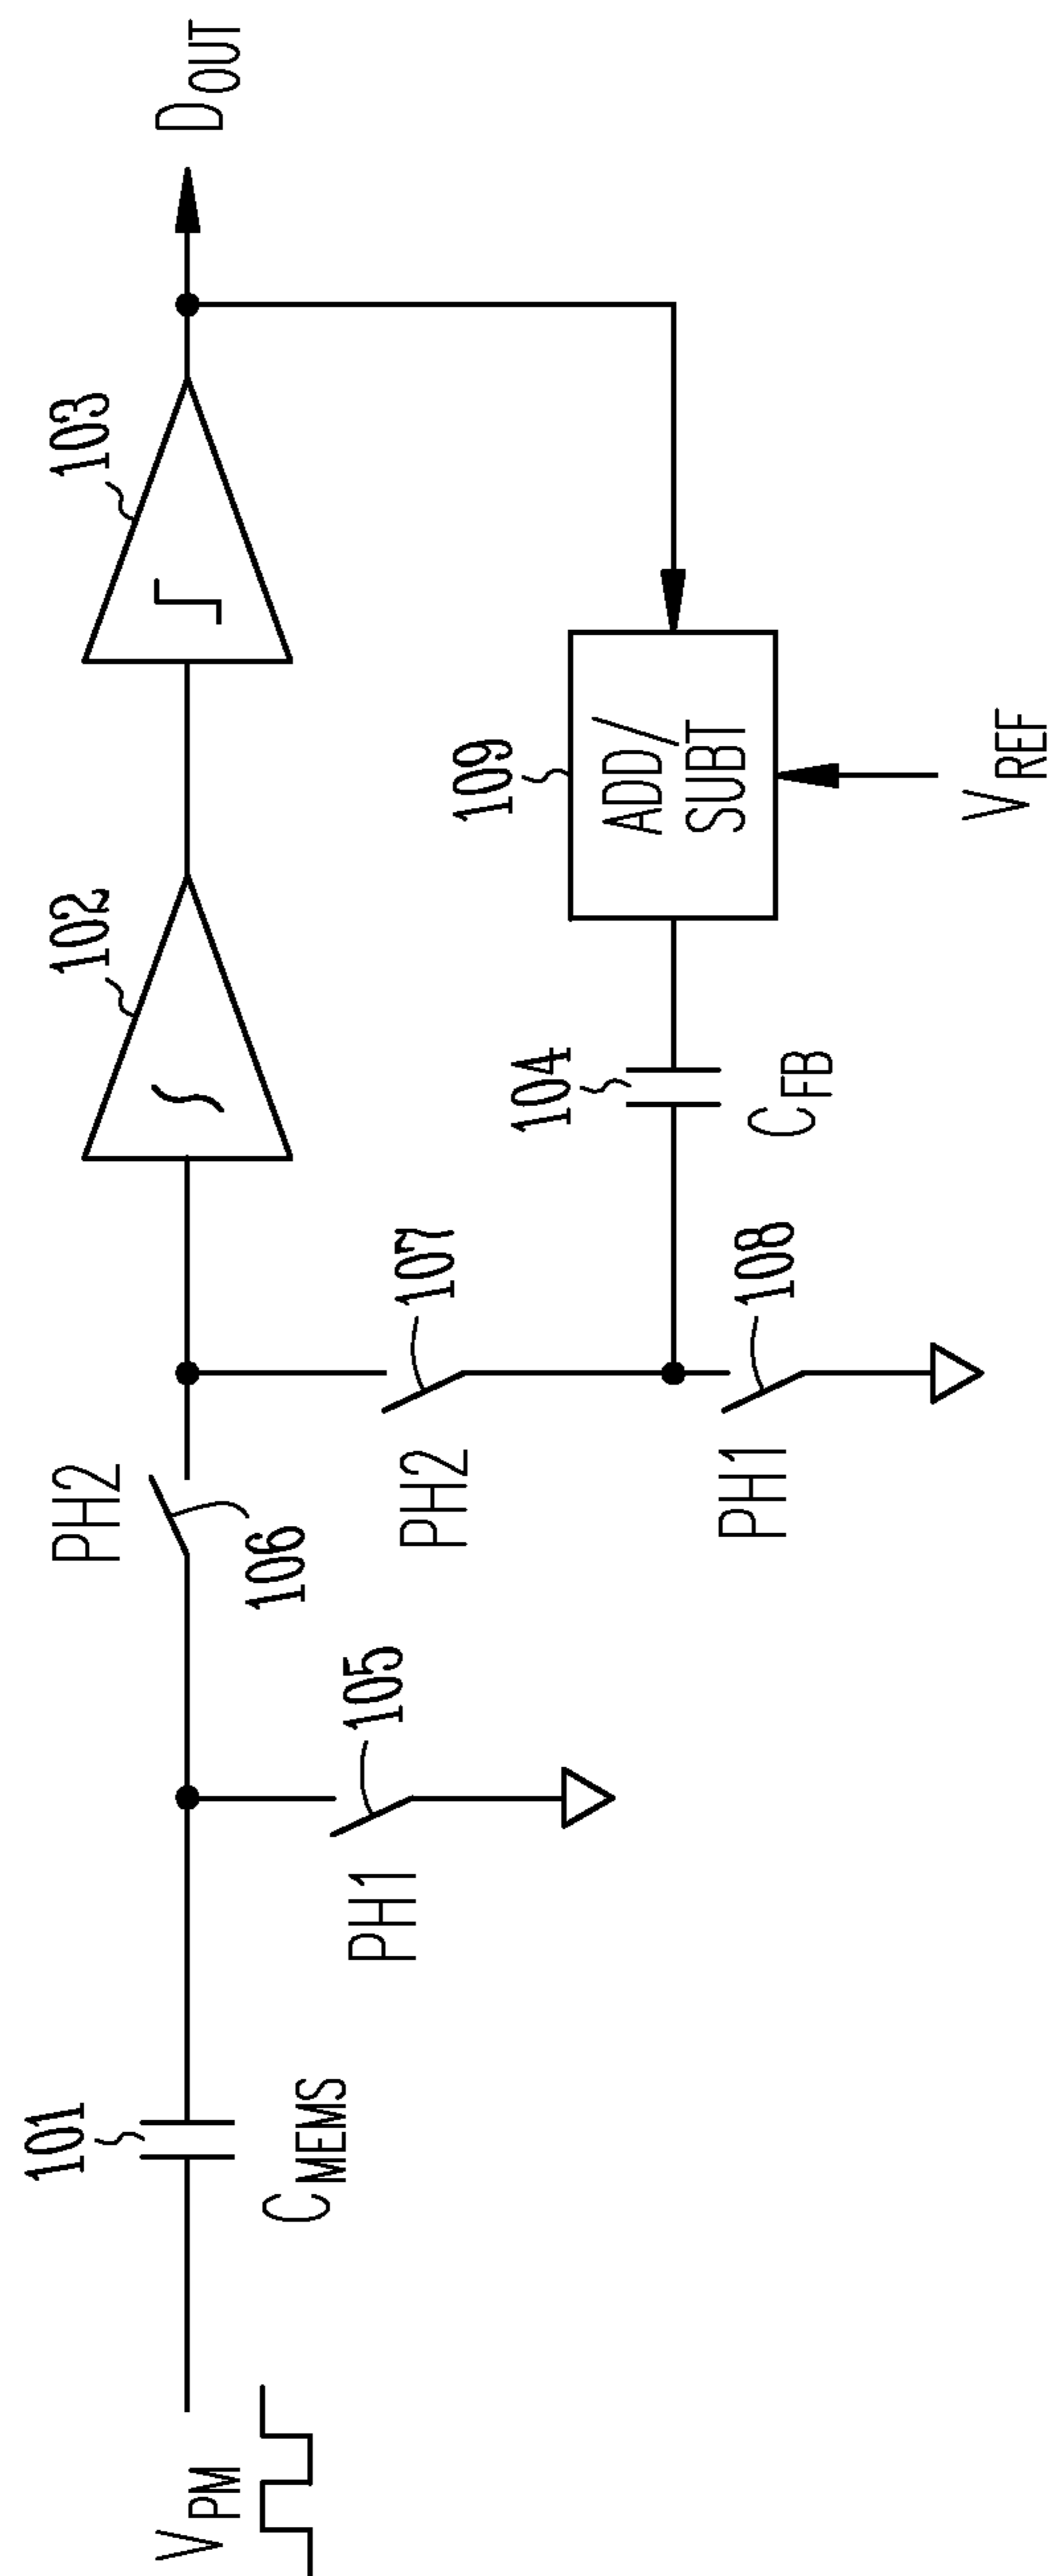 V_PM
101
C_MEMS
PH1
105
PH2
106
PH2
107
PH1
108
102
104
C_FB
109
ADD/
SUBT
V_REF
103
D_OUT